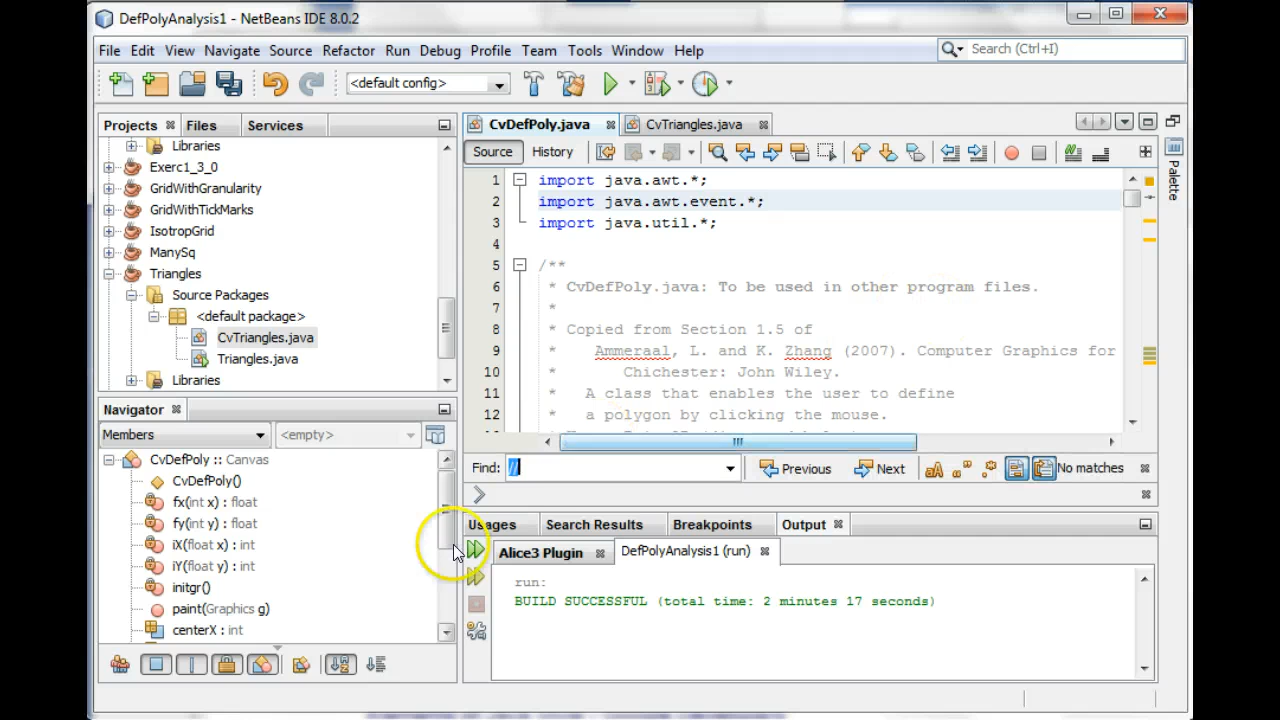 DefPolyAnalysis1 - NetBeans IDE 8.0.2
File Edit View Navigate Source Refactor Run Debug Profile Team Tools Window Help
Search (Ctrl+I)
<default config>
Projects Files Services
Libraries
Exerc1_3_0
GridWithGranularity
GridWithTickMarks
IsotropGrid
ManySq
Triangles
Source Packages
<default package>
CvTriangles.java
Triangles.java
Libraries
Navigator
Members
<empty>
CvDefPoly :: Canvas
CvDefPoly()
fx(int x) : float
fy(int y) : float
iX(float x) : int
iY(float y) : int
initgr()
paint(Graphics g)
centerX : int
CvDefPoly.java
CvTriangles.java
Source History
1 import java.awt.*;
2 import java.awt.event.*;
3 import java.util.*;
4
5 /**
6 * CvDefPoly.java: To be used in other program files.
7 *
8 * Copied from Section 1.5 of
9 * Ammeraal, L. and K. Zhang (2007). Computer Graphics for
10 * Chichester: John Wiley.
11 * A class that enables the user to define
12 * a polygon by clicking the mouse.
Palette
Find: //
Previous Next No matches
Usages Search Results Breakpoints Output
Alice3 Plugin
DefPolyAnalysis1 (run)
run:
BUILD SUCCESSFUL (total time: 2 minutes 17 seconds)